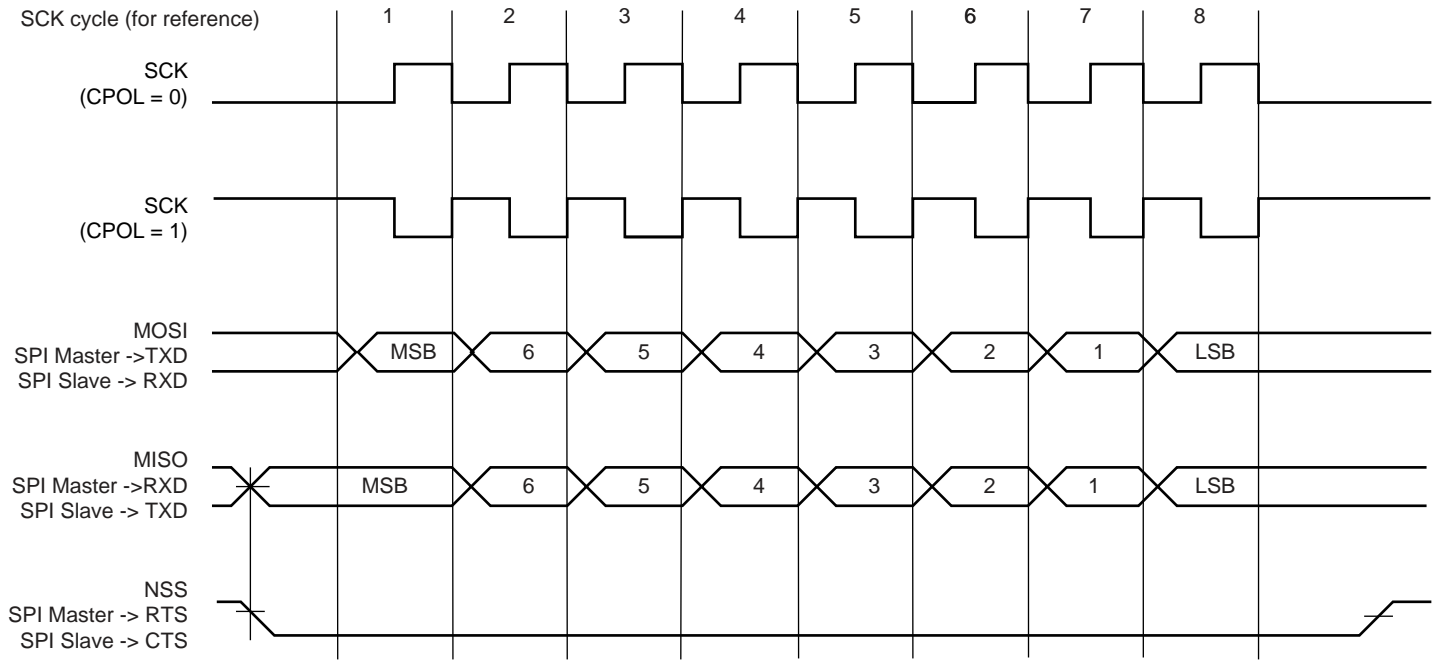 SCK cycle (for reference) 1 2 3 4 5 6 7 8
SCK
(CPOL = 0)
SCK
(CPOL = 1)
MOSI
SPI Master ->TXD
SPI Slave -> RXD
MSB 6 5 4 3 2 1 LSB
MISO
SPI Master ->RXD
SPI Slave -> TXD
MSB 6 5 4 3 2 1 LSB
NSS
SPI Master -> RTS
SPI Slave -> CTS